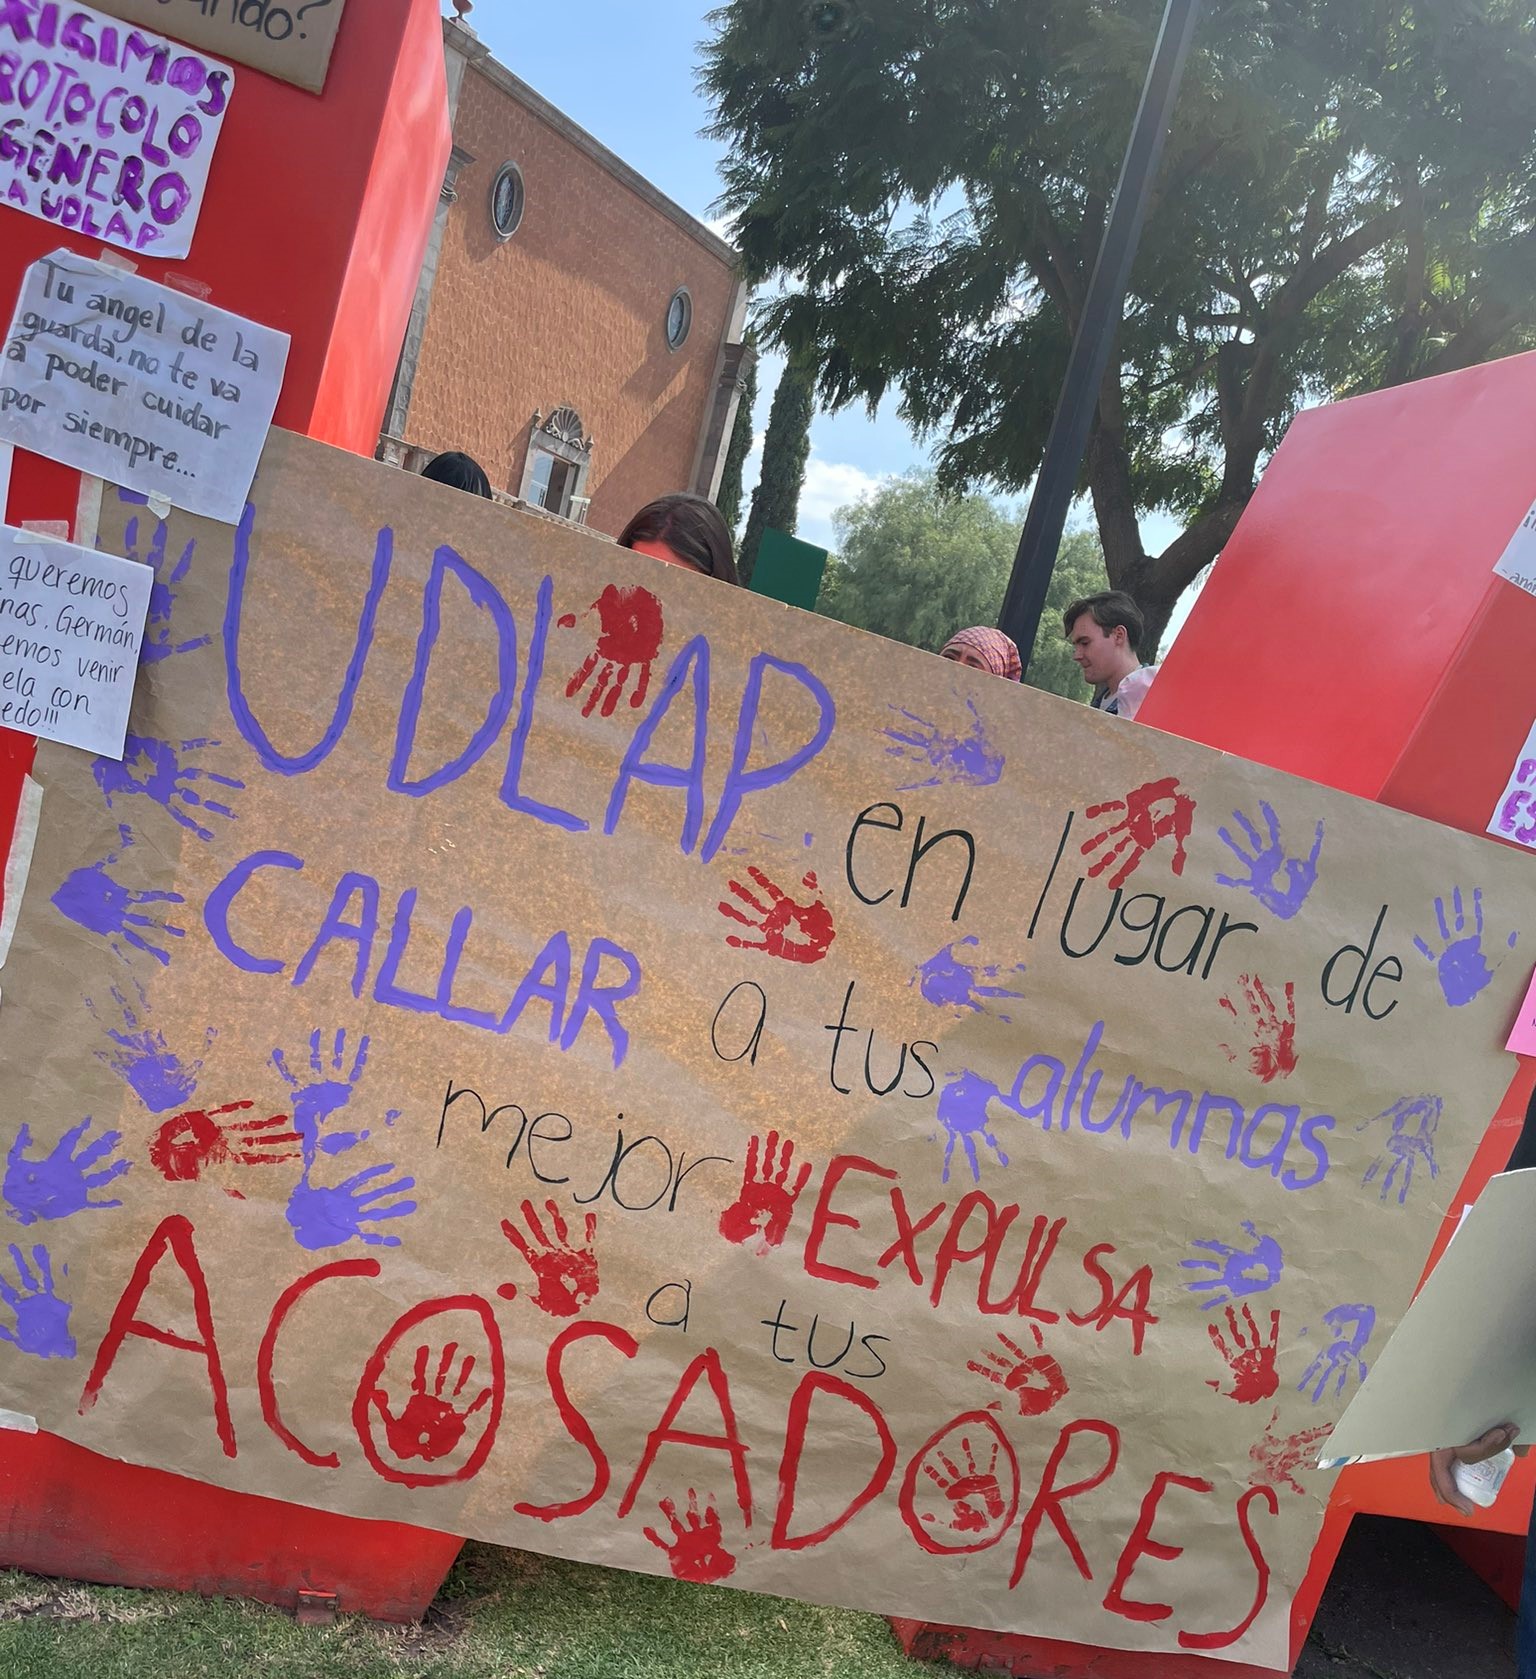 EXIGIMOS
PROTOCOLO
GÉNERO
LA UDLAP
Tu ángel de la
guarda, no te va
a poder cuidar
por siempre...
queremos
Germán,
venir
con
UDLAP en lugar de
CALLAR a tus alumnas
mejor EXPULSA
a tus
ACOSADORES